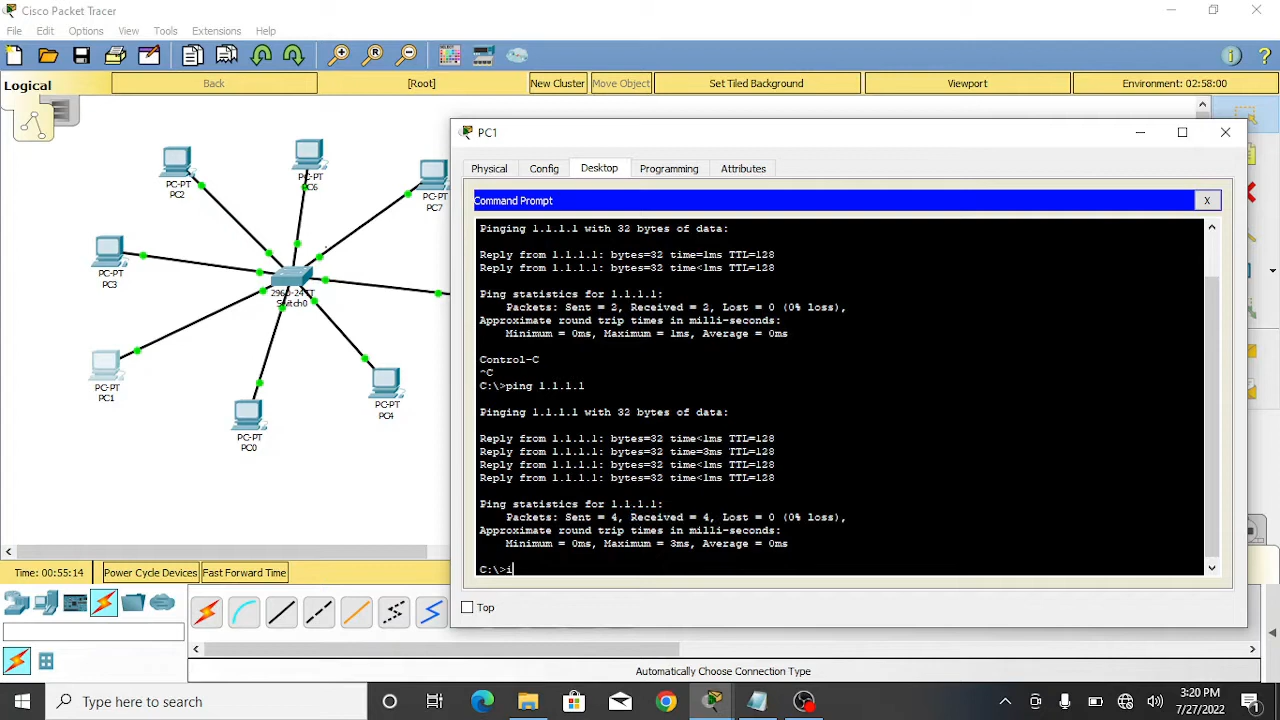 Cisco Packet Tracer
File Edit Options View Tools Extensions Help
Logical
Back
[Root]
New Cluster
Move Object
Set Tiled Background
Viewport
Environment: 02:58:00
PC-PT
PC2
PC-PT
PC6
PC-PT
PC7
PC-PT
PC3
2960-24TT
Switch0
PC-PT
PC1
PC-PT
PC4
PC-PT
PC0
PC1
Physical Config Desktop Programming Attributes
Command Prompt
X
Pinging 1.1.1.1 with 32 bytes of data:
Reply from 1.1.1.1: bytes=32 time=1ms TTL=128
Reply from 1.1.1.1: bytes=32 time<1ms TTL=128
Ping statistics for 1.1.1.1:
Packets: Sent = 2, Received = 2, Lost = 0 (0% loss),
Approximate round trip times in milli-seconds:
Minimum = 0ms, Maximum = 1ms, Average = 0ms
Control-C
^C
C:\>ping 1.1.1.1
Pinging 1.1.1.1 with 32 bytes of data:
Reply from 1.1.1.1: bytes=32 time<1ms TTL=128
Reply from 1.1.1.1: bytes=32 time=3ms TTL=128
Reply from 1.1.1.1: bytes=32 time<1ms TTL=128
Reply from 1.1.1.1: bytes=32 time<1ms TTL=128
Ping statistics for 1.1.1.1:
Packets: Sent = 4, Received = 4, Lost = 0 (0% loss),
Approximate round trip times in milli-seconds:
Minimum = 0ms, Maximum = 3ms, Average = 0ms
C:\>i
Top
Time: 00:55:14
Power Cycle Devices
Fast Forward Time
Automatically Choose Connection Type
Type here to search
3:20 PM
7/27/2022